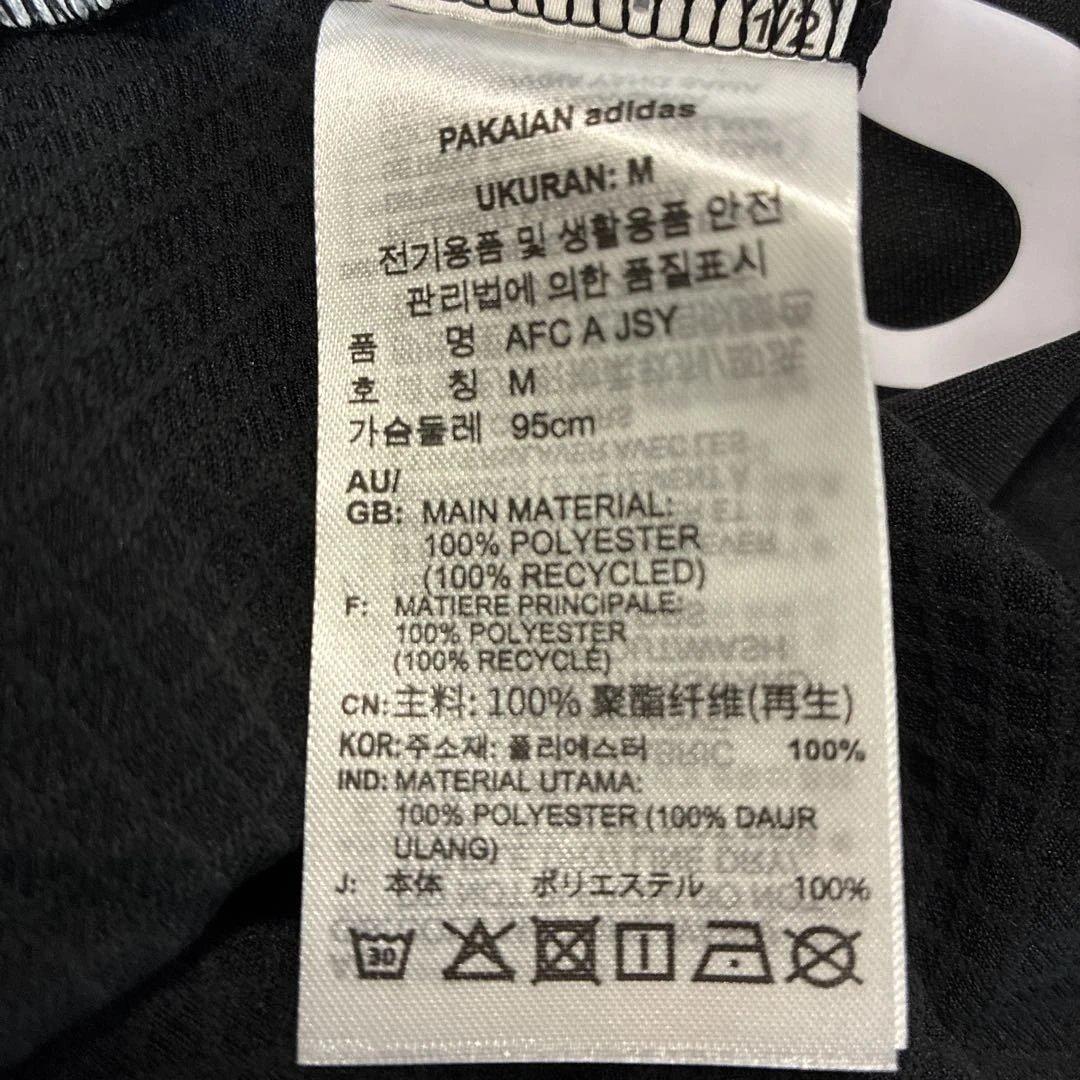 1/2
PAKAIAN adidas
UKURAN: M
전기용품 및 생활용품 안전
관리법에 의한 품질표시
품 명 AFC A JSY
호 칭 M
가슴둘레 95cm
AU/
GB: MAIN MATERIAL:
100% POLYESTER
(100% RECYCLED)
F: MATIERE PRINCIPALE:
100% POLYESTER
(100% RECYCLÉ)
CN: 主料: 100% 聚酯纤维(再生)
KOR: 주소재: 폴리에스터 100%
IND: MATERIAL UTAMA:
100% POLYESTER (100% DAUR
ULANG)
J: 本体 ポリエステル 100%
30